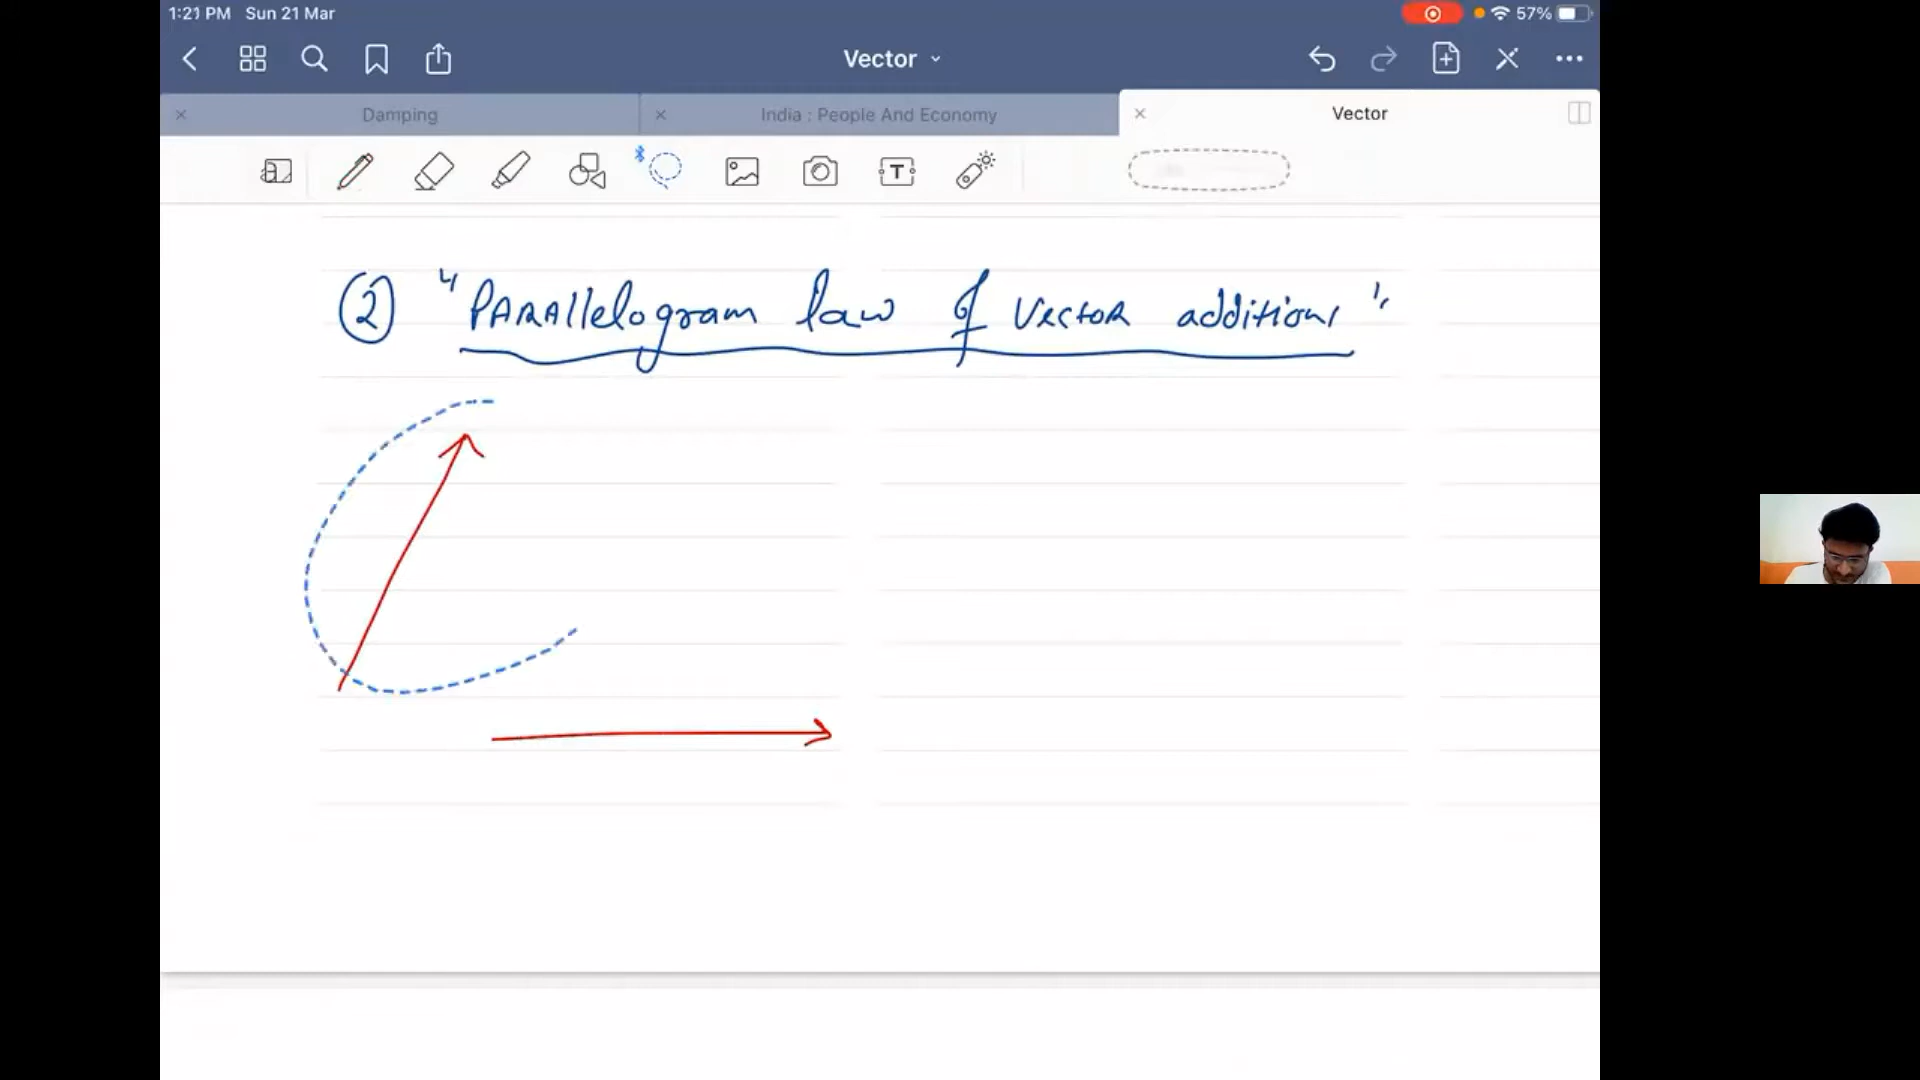 1:21 PM Sun 21 Mar
57%
Vector
Damping
India : People And Economy
Vector
T
② "Parallelogram law of vector additions"